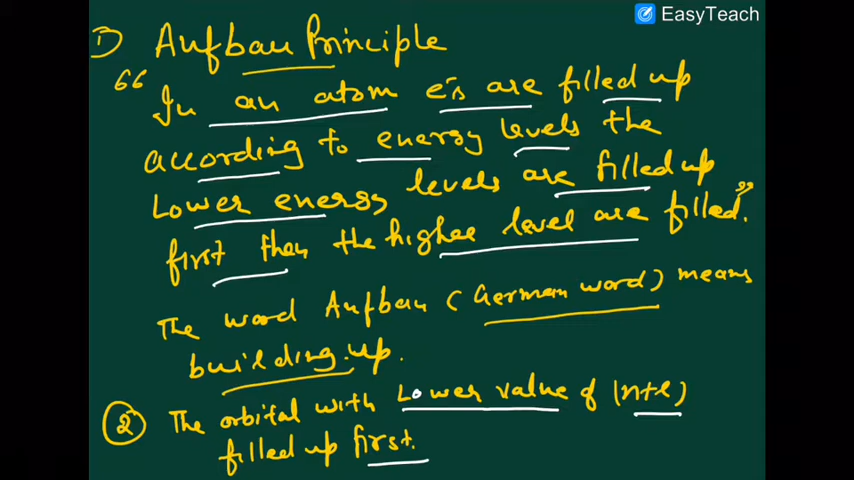 EasyTeach
1) Aufbau Principle
"In an atom e⁻s are filled up
according to energy levels the
Lower energy levels are filled up
first then the higher level are filled."
The word Aufbau (German word) means
building up.
(2) The orbital with Lower value of (n+l)
filled up first.